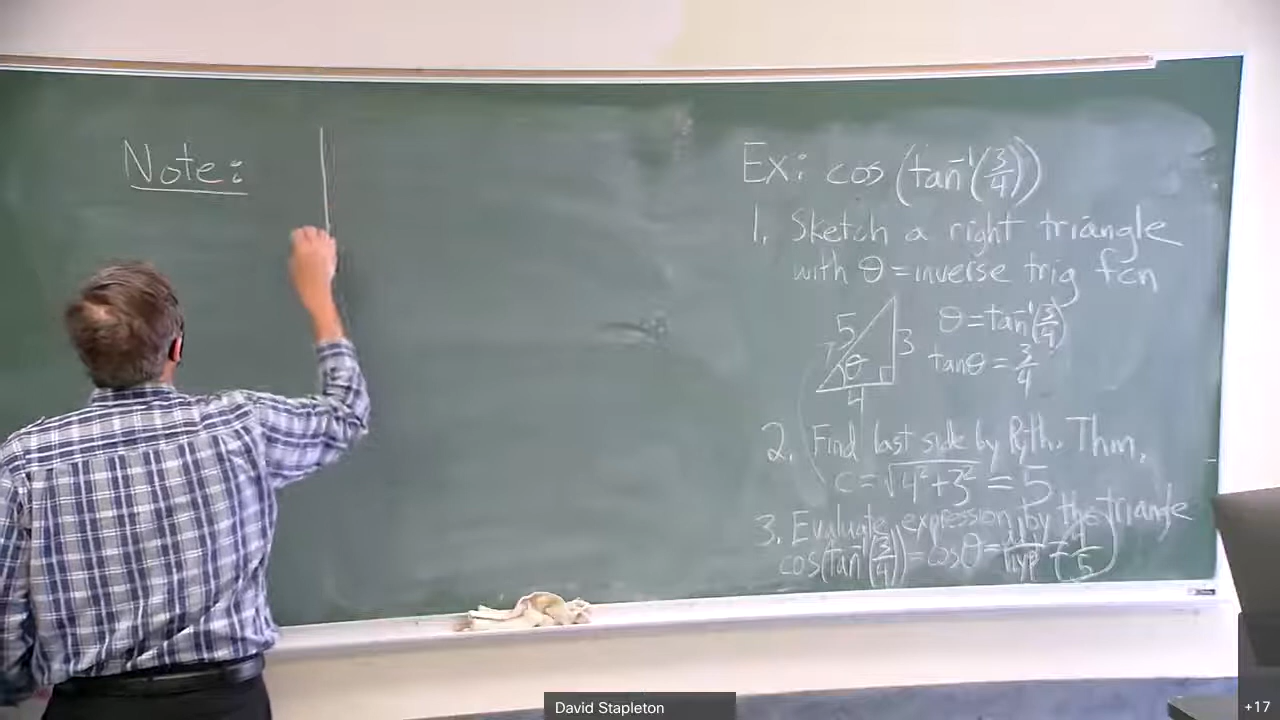 Note:
Ex: cos(tan⁻¹(3/4))
1. Sketch a right triangle
with θ = inverse trig fcn
5
3
θ
4
θ = tan⁻¹(3/4)
tanθ = 3/4
2. Find last side by Pyth. Thm.
c = √4²+3² = 5
3. Evaluate expression by the triangle
cos(tan⁻¹(3/4)) = cosθ = adj/hyp = 4/5
David Stapleton
+17